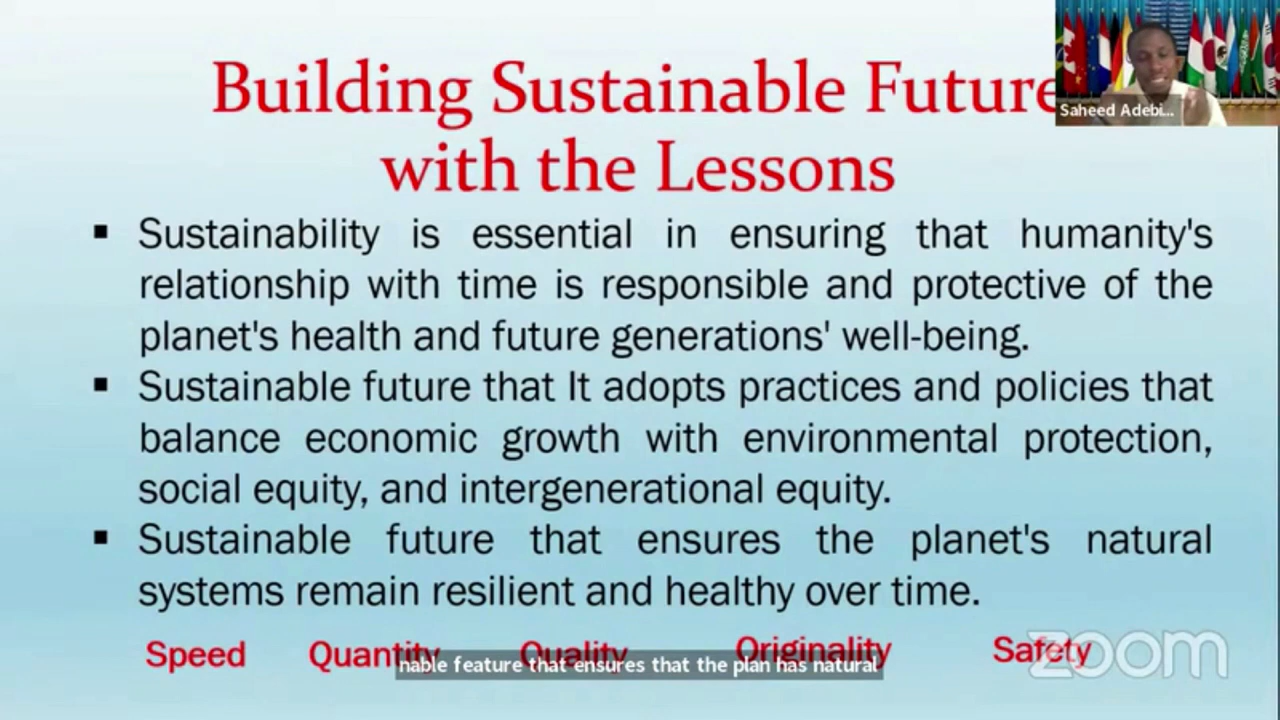 Building Sustainable Future
with the Lessons
Saheed Adebi...
▪ Sustainability is essential in ensuring that humanity's
relationship with time is responsible and protective of the
planet's health and future generations' well-being.
▪ Sustainable future that It adopts practices and policies that
balance economic growth with environmental protection,
social equity, and intergenerational equity.
▪ Sustainable future that ensures the planet's natural
systems remain resilient and healthy over time.
Speed Quantity Quality Originality Safety
nable feature that ensures that the plan has natural
zoom